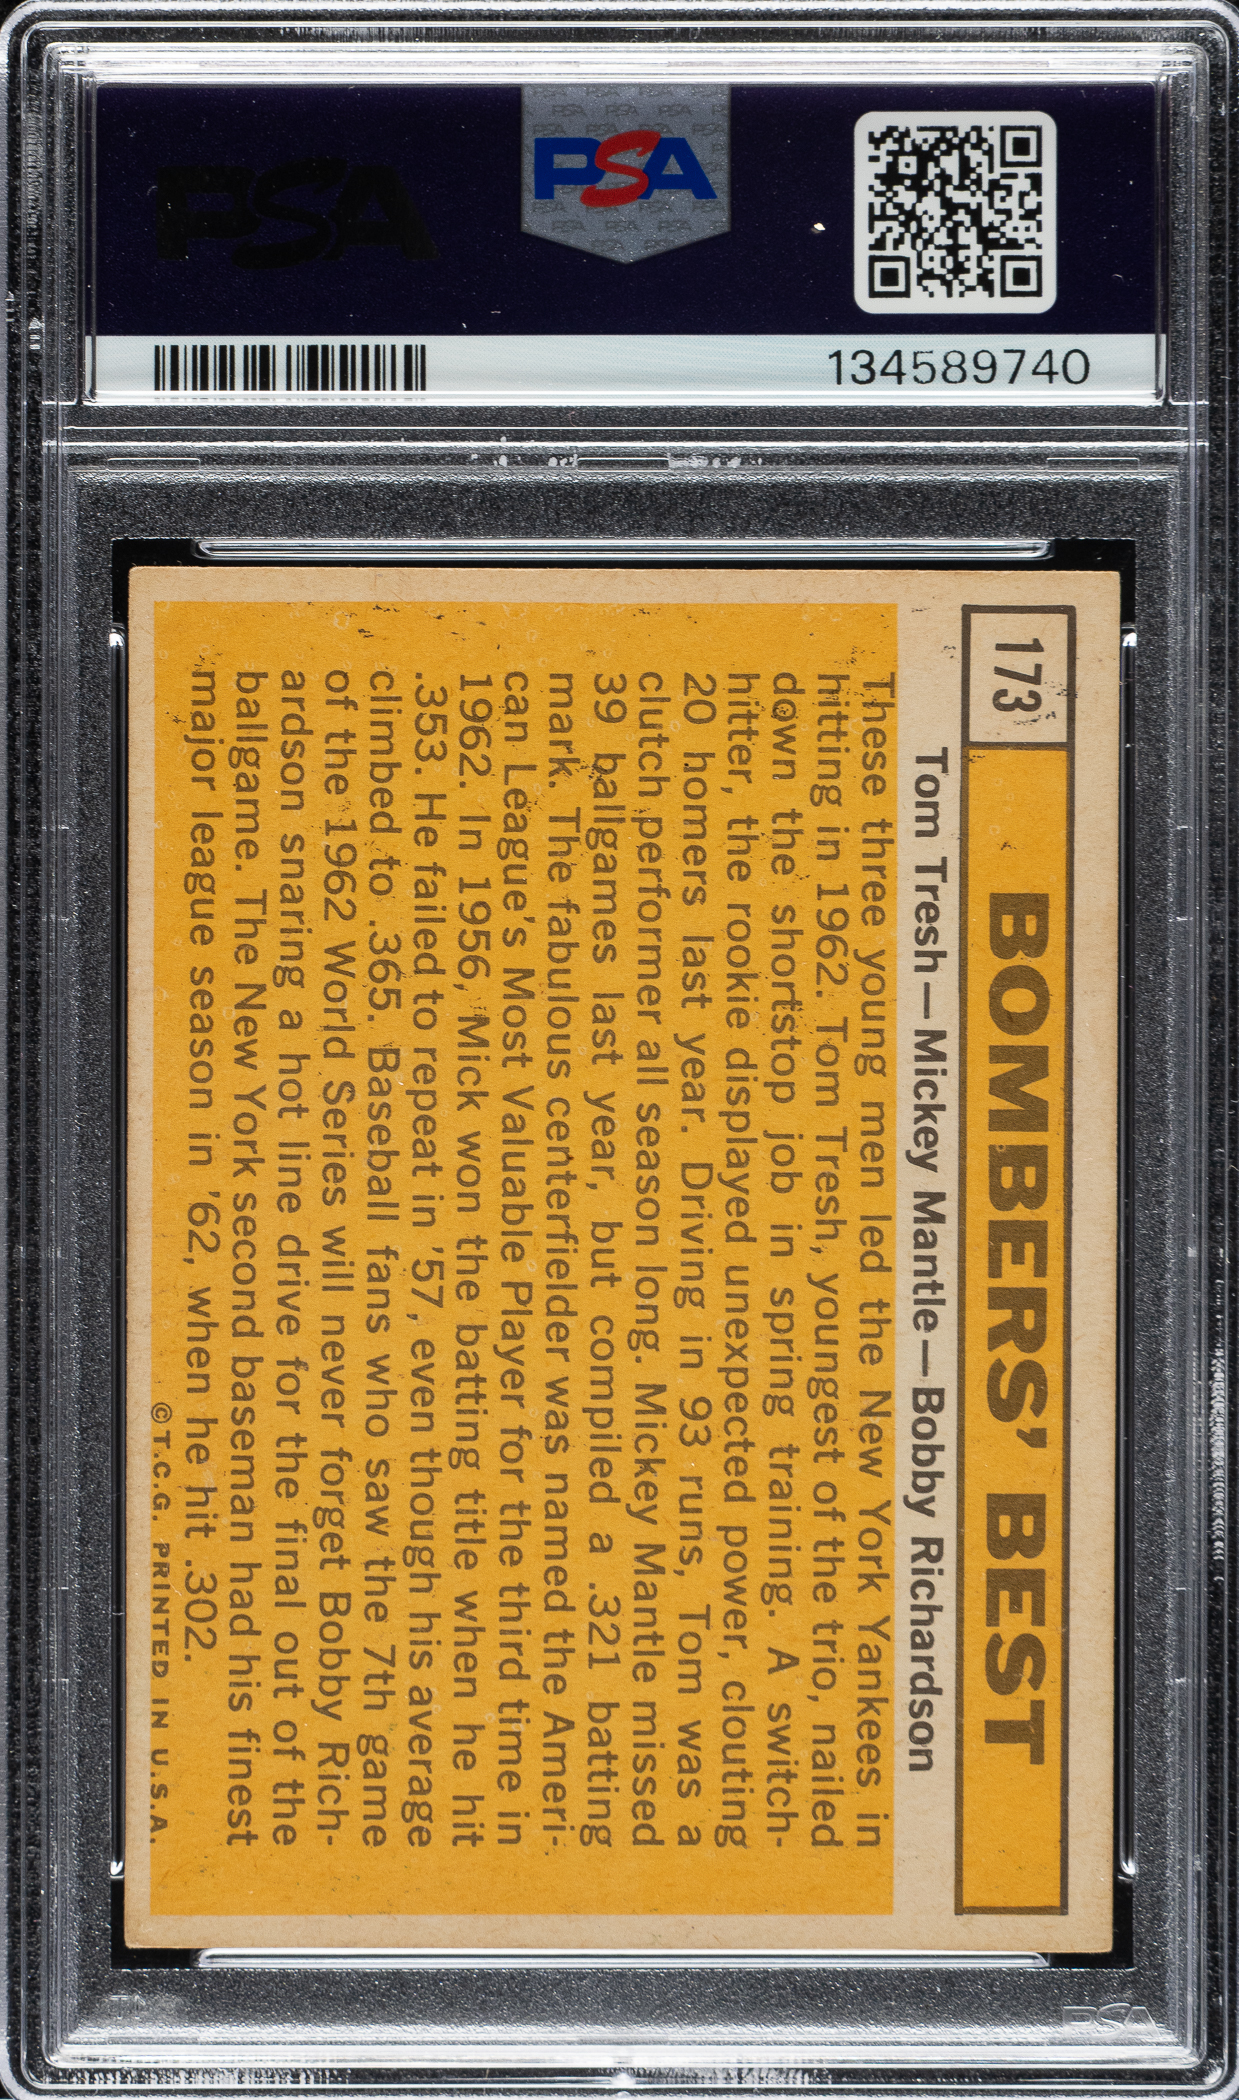 PSA
PSA
134589740
173
BOMBERS' BEST
Tom Tresh—Mickey Mantle—Bobby Richardson
These three young men led the New York Yankees in
hitting in 1962. Tom Tresh, youngest of the trio, nailed
down the shortstop job in spring training. A switch-
hitter, the rookie displayed unexpected power, clouting
20 homers last year. Driving in 93 runs, Tom was a
clutch performer all season long. Mickey Mantle missed
39 ballgames last year, but compiled a .321 batting
mark. The fabulous centerfielder was named the Ameri-
can League's Most Valuable Player for the third time in
1962. In 1956, Mick won the batting title when he hit
.353. He failed to repeat in '57, even though his average
climbed to .365. Baseball fans who saw the 7th game
of the 1962 World Series will never forget Bobby Rich-
ardson snaring a hot line drive for the final out of the
ballgame. The New York second baseman had his finest
major league season in '62, when he hit .302.
©T.C.G. PRINTED IN U.S.A.
PSA